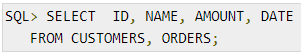 SQL> SELECT  ID, NAME, AMOUNT, DATE
FROM CUSTOMERS, ORDERS;